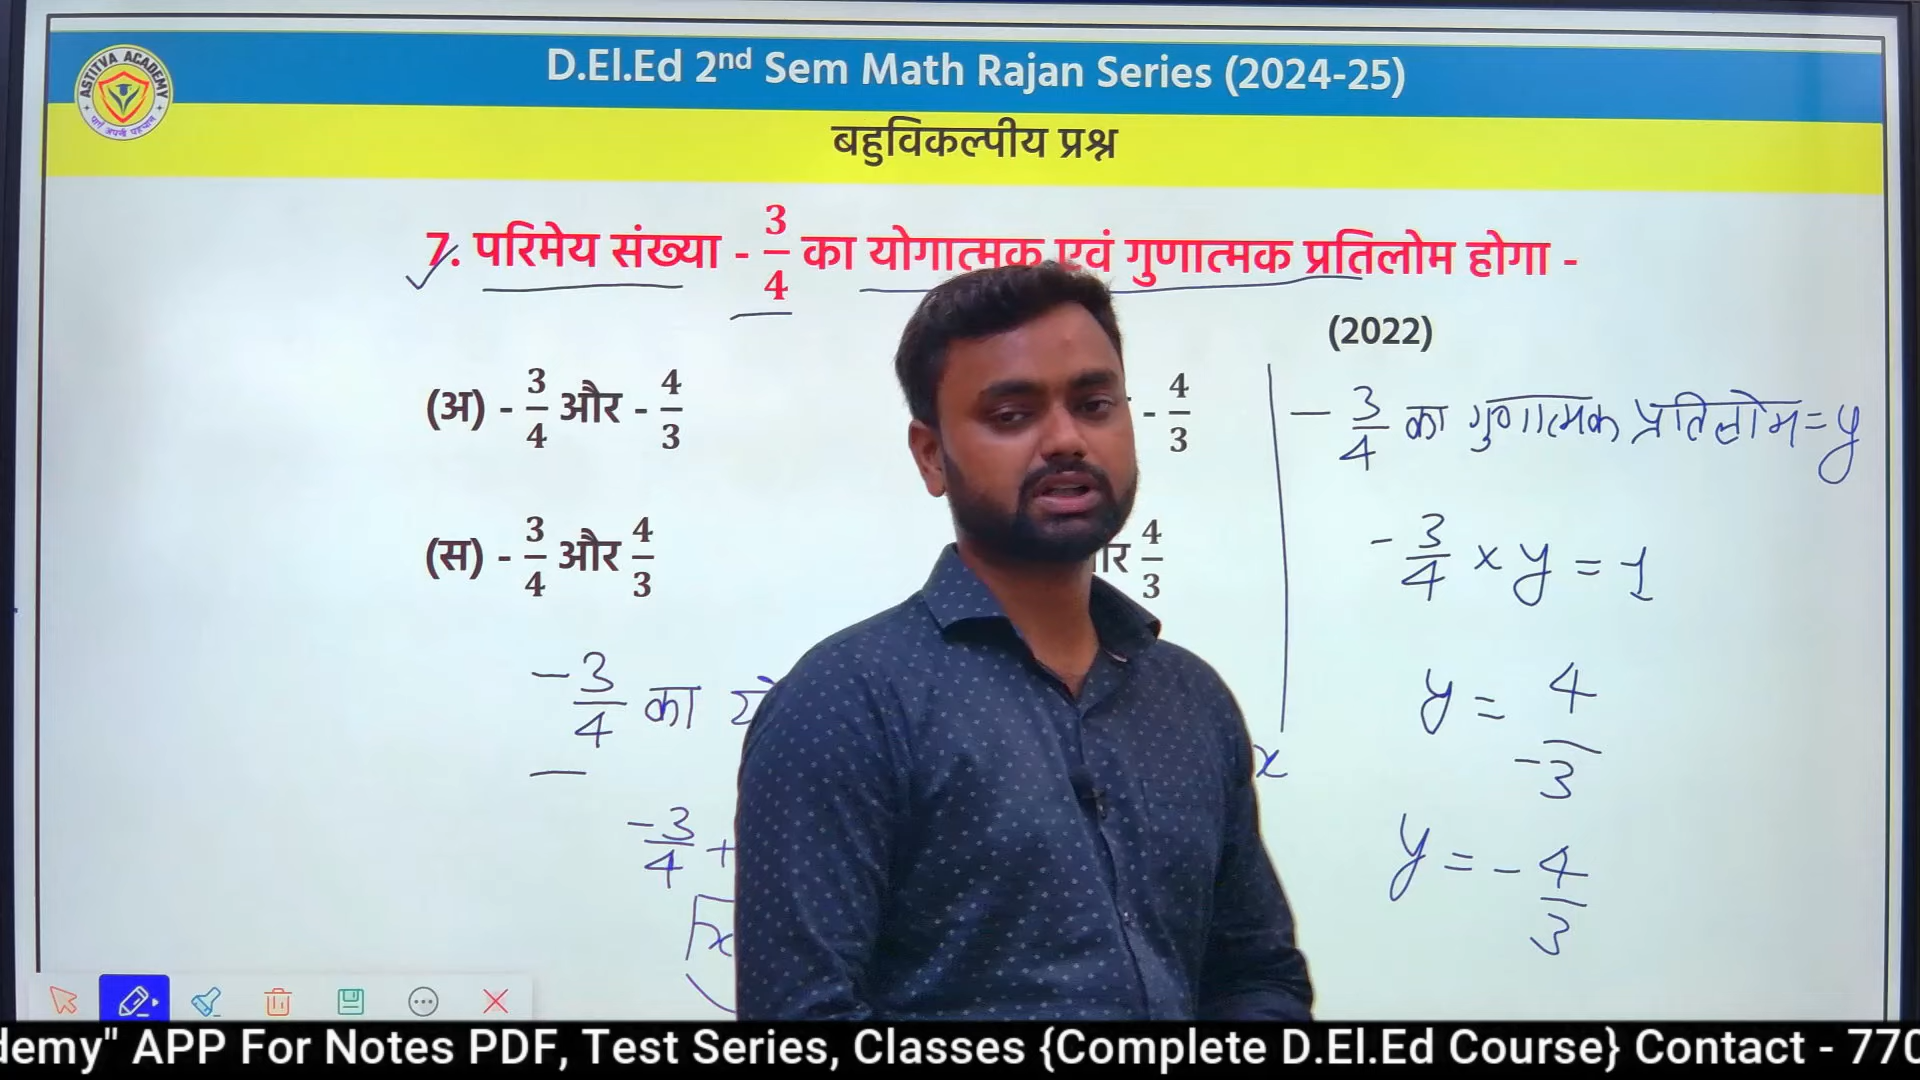 ASTITVA ACADEMY
D.El.Ed 2nd Sem Math Rajan Series (2024-25)
बहुविकल्पीय प्रश्न
7. परिमेय संख्या - 3/4 का योगात्मक एवं गुणात्मक प्रतिलोम होगा -
(2022)
(अ) - 3/4 और - 4/3
- 4/3
(स) - 3/4 और 4/3
4/3
-3/4 का
x
-3/4 +
x
- 3/4 का गुणात्मक प्रतिलोम = y
- 3/4 × y = 1
y = 4/-3
y = - 4/3
demy" APP For Notes PDF, Test Series, Classes {Complete D.El.Ed Course} Contact - 770